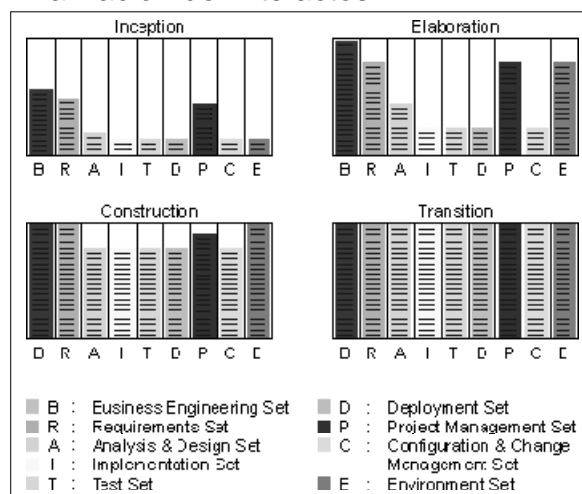 Inception Elaboration
B R A I T D P C E B R A I T D P C E
Construction Transition
D R A I T D P C E D R A I T D P C E
B : Business Engineering Set
R : Requirements Set
A : Analysis & Design Set
I : Implementation Set
T : Test Set
D : Deployment Set
P : Project Management Set
C : Configuration & Change
Management Set
E : Environment Set